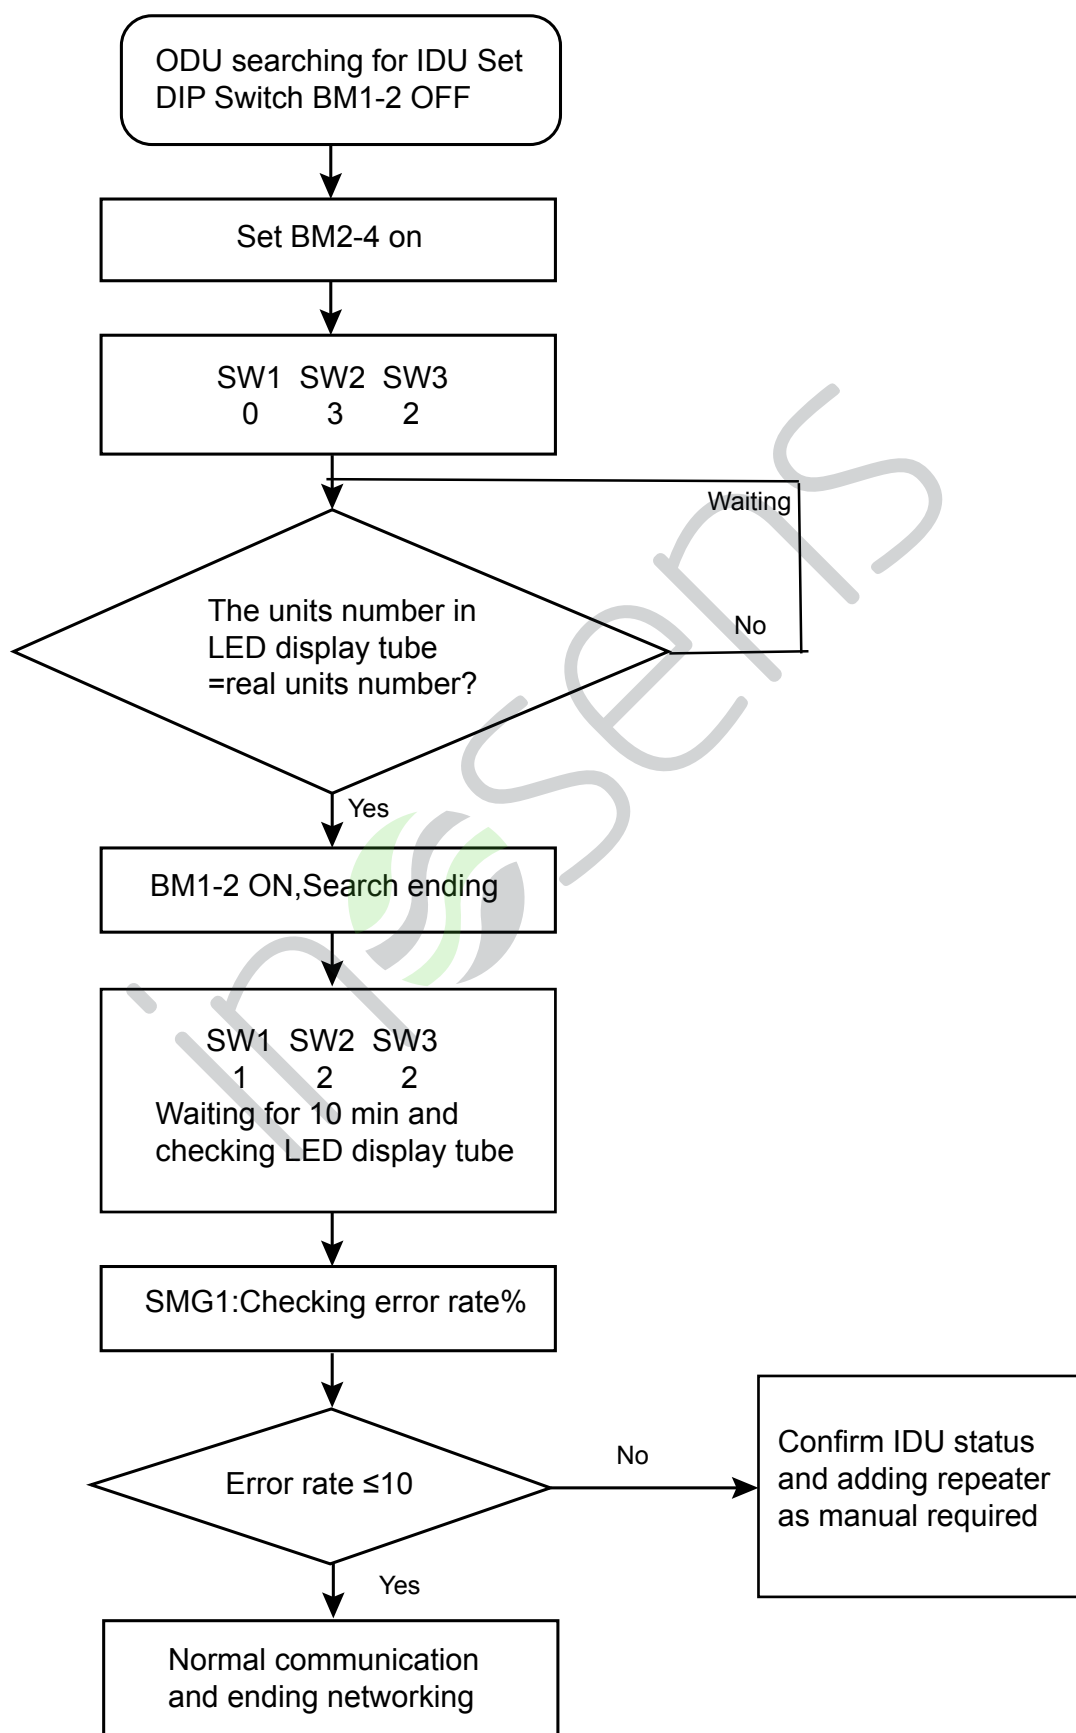 ODU searching for IDU Set
DIP Switch BM1-2 OFF
Set BM2-4 on
SW1 SW2 SW3
0 3 2
Waiting
The units number in
LED display tube
=real units number?
No
Yes
BM1-2 ON,Search ending
SW1 SW2 SW3
1 2 2
Waiting for 10 min and
checking LED display tube
SMG1:Checking error rate%
Error rate ≤10
No
Confirm IDU status
and adding repeater
as manual required
Yes
Normal communication
and ending networking
inosens